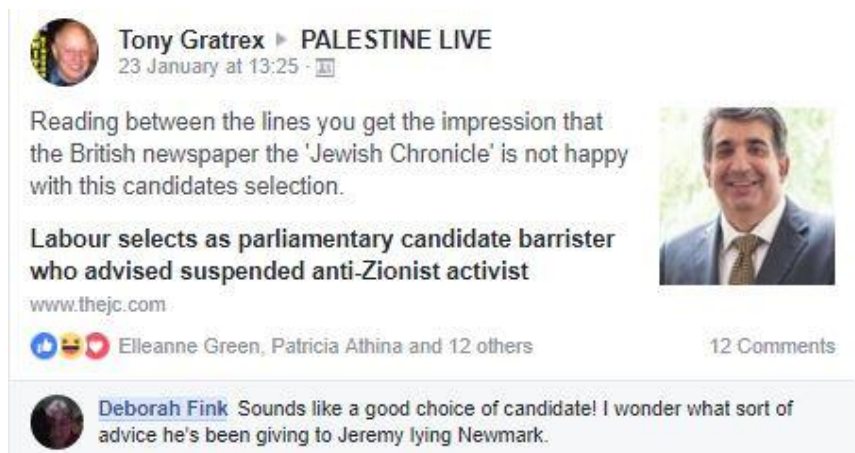 Tony Gratrex ▸ PALESTINE LIVE
23 January at 13:25 ·
Reading between the lines you get the impression that
the British newspaper the 'Jewish Chronicle' is not happy
with this candidates selection.
Labour selects as parliamentary candidate barrister
who advised suspended anti-Zionist activist
www.thejc.com
Elleanne Green, Patricia Athina and 12 others 12 Comments
Deborah Fink Sounds like a good choice of candidate! I wonder what sort of
advice he's been giving to Jeremy lying Newmark.